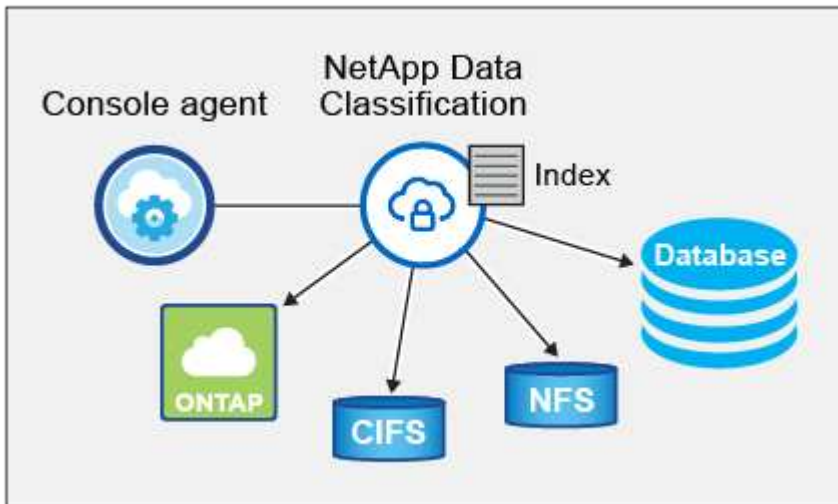 Console agent
NetApp Data
Classification
Index
Database
ONTAP
CIFS
NFS